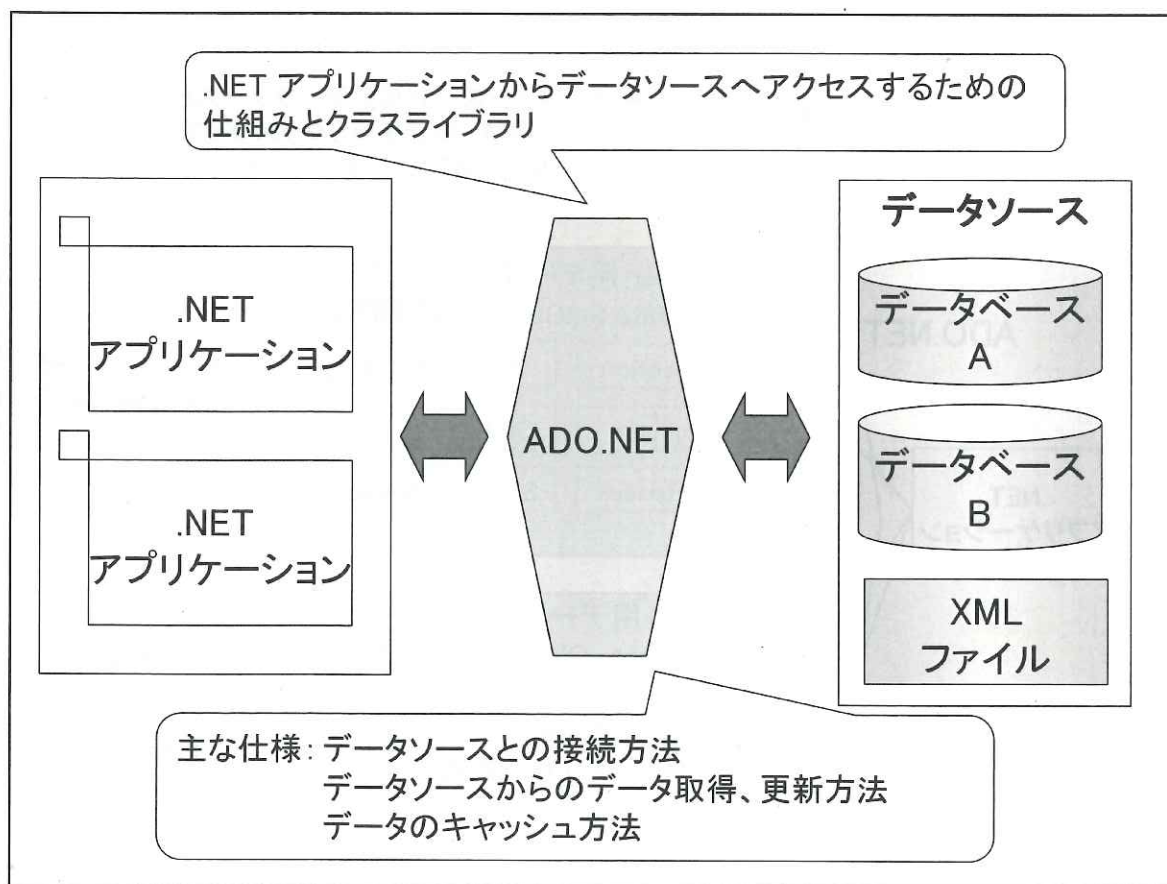 .NET アプリケーションからデータソースへアクセスするための
仕組みとクラスライブラリ
.NET
アプリケーション
.NET
アプリケーション
ADO.NET
データソース
データベース
A
データベース
B
XML
ファイル
主な仕様：データソースとの接続方法
データソースからのデータ取得、更新方法
データのキャッシュ方法